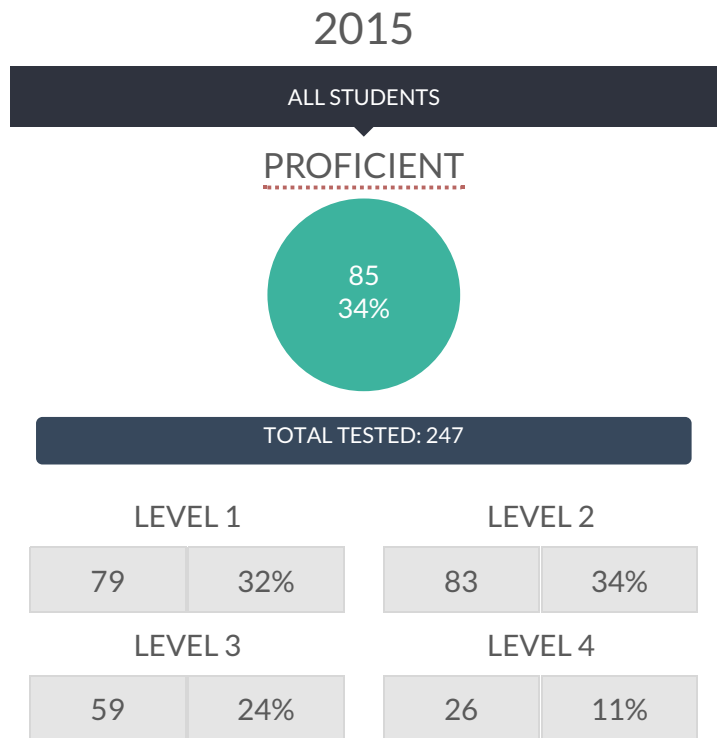 2015
ALL STUDENTS
PROFICIENT
85
34%
TOTAL TESTED: 247
LEVEL 1 LEVEL 2
79 32% 83 34%
LEVEL 3 LEVEL 4
59 24% 26 11%